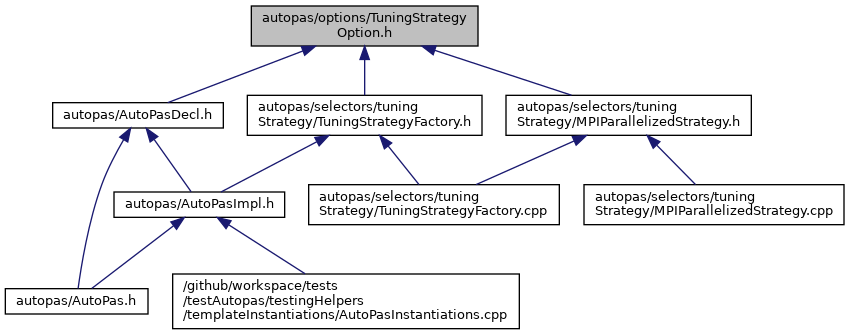 autopas/options/TuningStrategy
Option.h
autopas/AutoPasDecl.h
autopas/selectors/tuning
Strategy/TuningStrategyFactory.h
autopas/selectors/tuning
Strategy/MPIParallelizedStrategy.h
autopas/AutoPasImpl.h
autopas/selectors/tuning
Strategy/TuningStrategyFactory.cpp
autopas/selectors/tuning
Strategy/MPIParallelizedStrategy.cpp
autopas/AutoPas.h
/github/workspace/tests
/testAutopas/testingHelpers
/templateInstantiations/AutoPasInstantiations.cpp